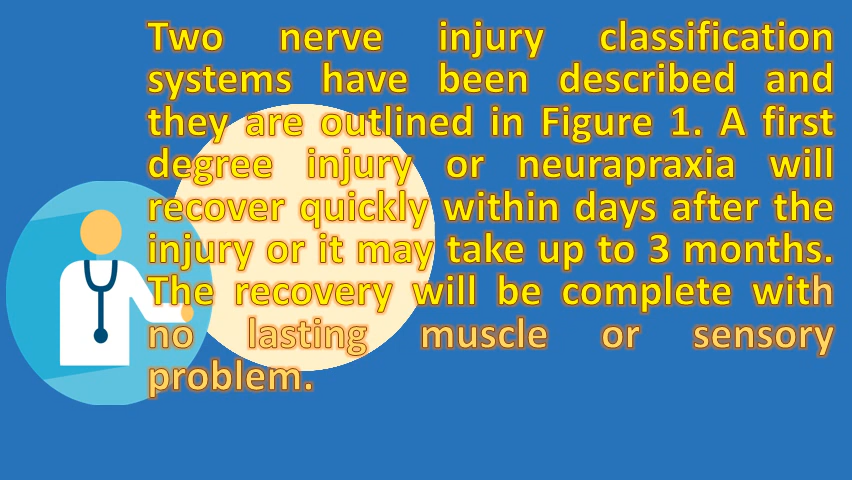 Two nerve injury classification
systems have been described and
they are outlined in Figure 1. A first
degree injury or neurapraxia will
recover quickly within days after the
injury or it may take up to 3 months.
The recovery will be complete with
no lasting muscle or sensory
problem.